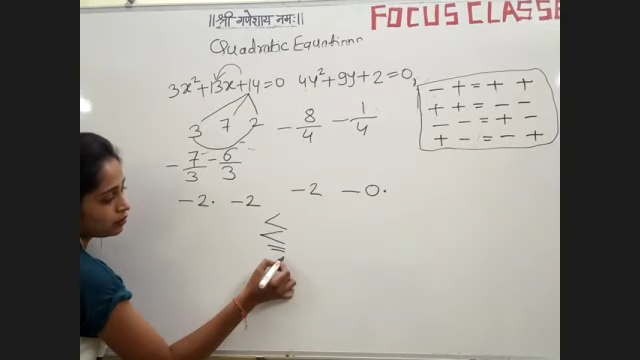 ||श्री गणेशाय नमः||
FOCUS CLASSE
Quadratic Equations
3x²+13x+14=0 4y²+9y+2=0,
3 7 2
-8/4 -1/4
-7/3 -6/3
-2. -2 -2 -0.
<
<
=
- + = + +
+ + = - -
- - = + -
+ - = - +